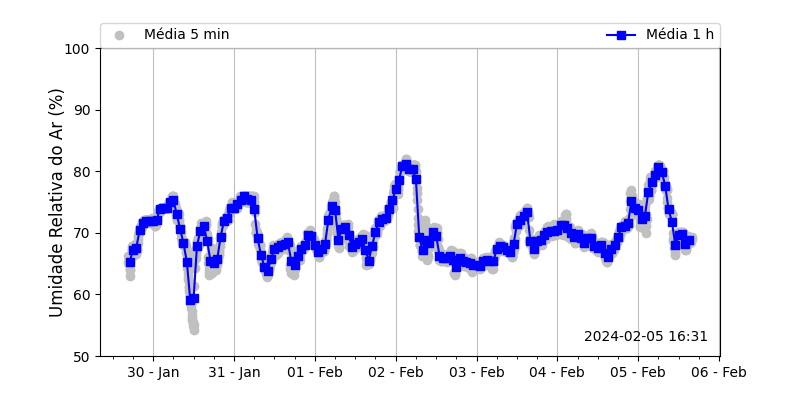 Média 5 min Média 1 h
Umidade Relativa do Ar (%)
100
90
80
70
60
50
2024-02-05 16:31
30 - Jan 31 - Jan 01 - Feb 02 - Feb 03 - Feb 04 - Feb 05 - Feb 06 - Feb